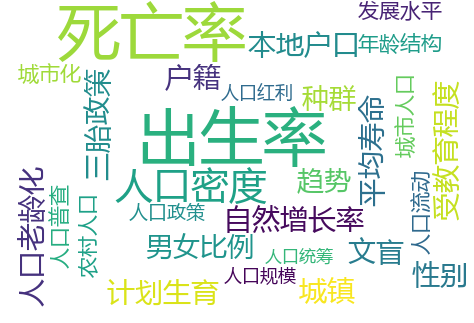 发展水平
死亡率
本地户口
年龄结构
城市化
户籍
三胎政策
人口红利
种群
城市人口
平均寿命
受教育程度
出生率
人口密度
趋势
人口老龄化
人口普查
农村人口
人口政策
自然增长率
人口流动
男女比例
人口统筹
文盲
性别
人口规模
计划生育
城镇